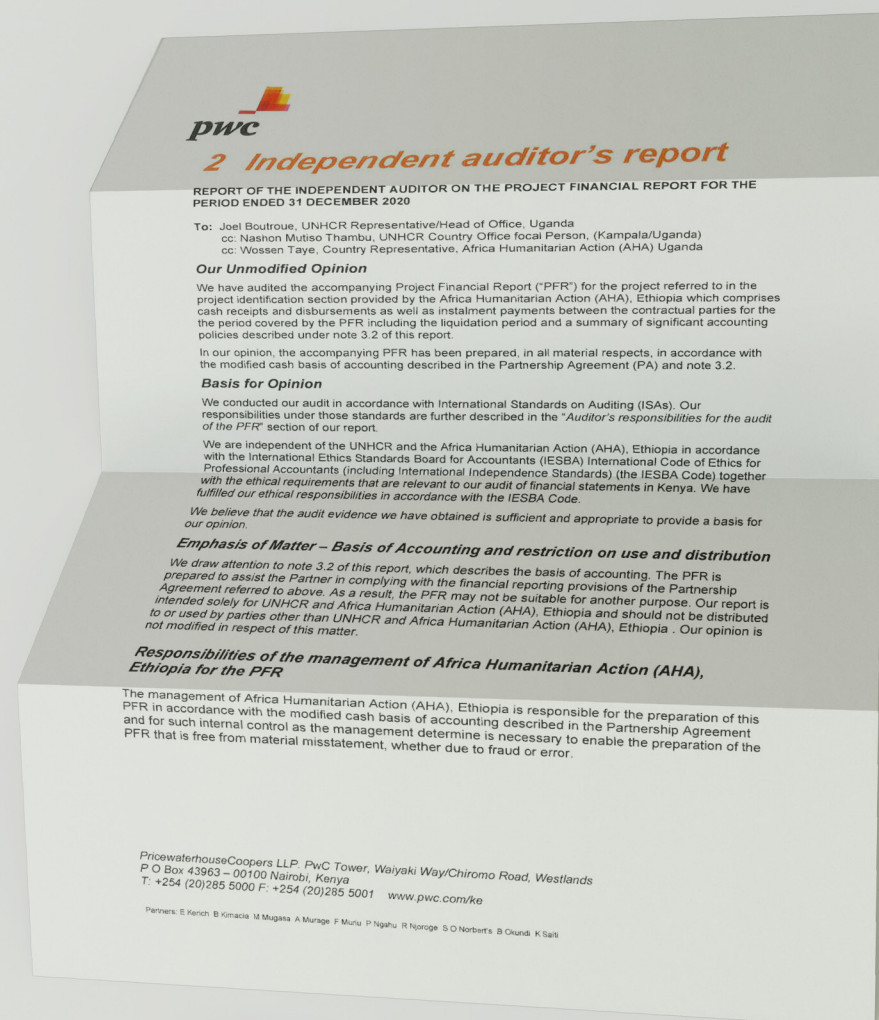 pwc
2 Independent auditor's report
REPORT OF THE INDEPENDENT AUDITOR ON THE PROJECT FINANCIAL REPORT FOR THE
PERIOD ENDED 31 DECEMBER 2020
To: Joel Boutroue, UNHCR Representative/Head of Office, Uganda
cc: Nashon Mutiso Thambu, UNHCR Country Office focal Person, (Kampala/Uganda)
cc: Wossen Taye, Country Representative, Africa Humanitarian Action (AHA) Uganda
Our Unmodified Opinion
We have audited the accompanying Project Financial Report ("PFR") for the project referred to in the
project identification section provided by the Africa Humanitarian Action (AHA), Ethiopia which comprises
cash receipts and disbursements as well as instalment payments between the contractual parties for the
the period covered by the PFR including the liquidation period and a summary of significant accounting
policies described under note 3.2 of this report.
In our opinion, the accompanying PFR has been prepared, in all material respects, in accordance with
the modified cash basis of accounting described in the Partnership Agreement (PA) and note 3.2.
Basis for Opinion
We conducted our audit in accordance with International Standards on Auditing (ISAs). Our
responsibilities under those standards are further described in the "Auditor's responsibilities for the audit
of the PFR" section of our report.
We are independent of the UNHCR and the Africa Humanitarian Action (AHA), Ethiopia in accordance
with the International Ethics Standards Board for Accountants (IESBA) International Code of Ethics for
Professional Accountants (including International Independence Standards) (the IESBA Code) together
with the ethical requirements that are relevant to our audit of financial statements in Kenya. We have
fulfilled our ethical responsibilities in accordance with the IESBA Code.
We believe that the audit evidence we have obtained is sufficient and appropriate to provide a basis for
our opinion.
Emphasis of Matter – Basis of Accounting and restriction on use and distribution
We draw attention to note 3.2 of this report, which describes the basis of accounting. The PFR is
prepared to assist the Partner in complying with the financial reporting provisions of the Partnership
Agreement referred to above. As a result, the PFR may not be suitable for another purpose. Our report is
intended solely for UNHCR and Africa Humanitarian Action (AHA), Ethiopia and should not be distributed
to or used by parties other than UNHCR and Africa Humanitarian Action (AHA), Ethiopia . Our opinion is
not modified in respect of this matter.
Responsibilities of the management of Africa Humanitarian Action (AHA),
Ethiopia for the PFR
The management of Africa Humanitarian Action (AHA), Ethiopia is responsible for the preparation of this
PFR in accordance with the modified cash basis of accounting described in the Partnership Agreement
and for such internal control as the management determine is necessary to enable the preparation of the
PFR that is free from material misstatement, whether due to fraud or error.
PricewaterhouseCoopers LLP. PwC Tower, Waiyaki Way/Chiromo Road, Westlands
P O Box 43963 – 00100 Nairobi, Kenya
T: +254 (20)285 5000 F: +254 (20)285 5001 www.pwc.com/ke
Partners: E Kerich B Kimacia M Mugasa A Murage F Muriu P Ngahu R Njoroge S O Norbert's B Okundi K Saiti